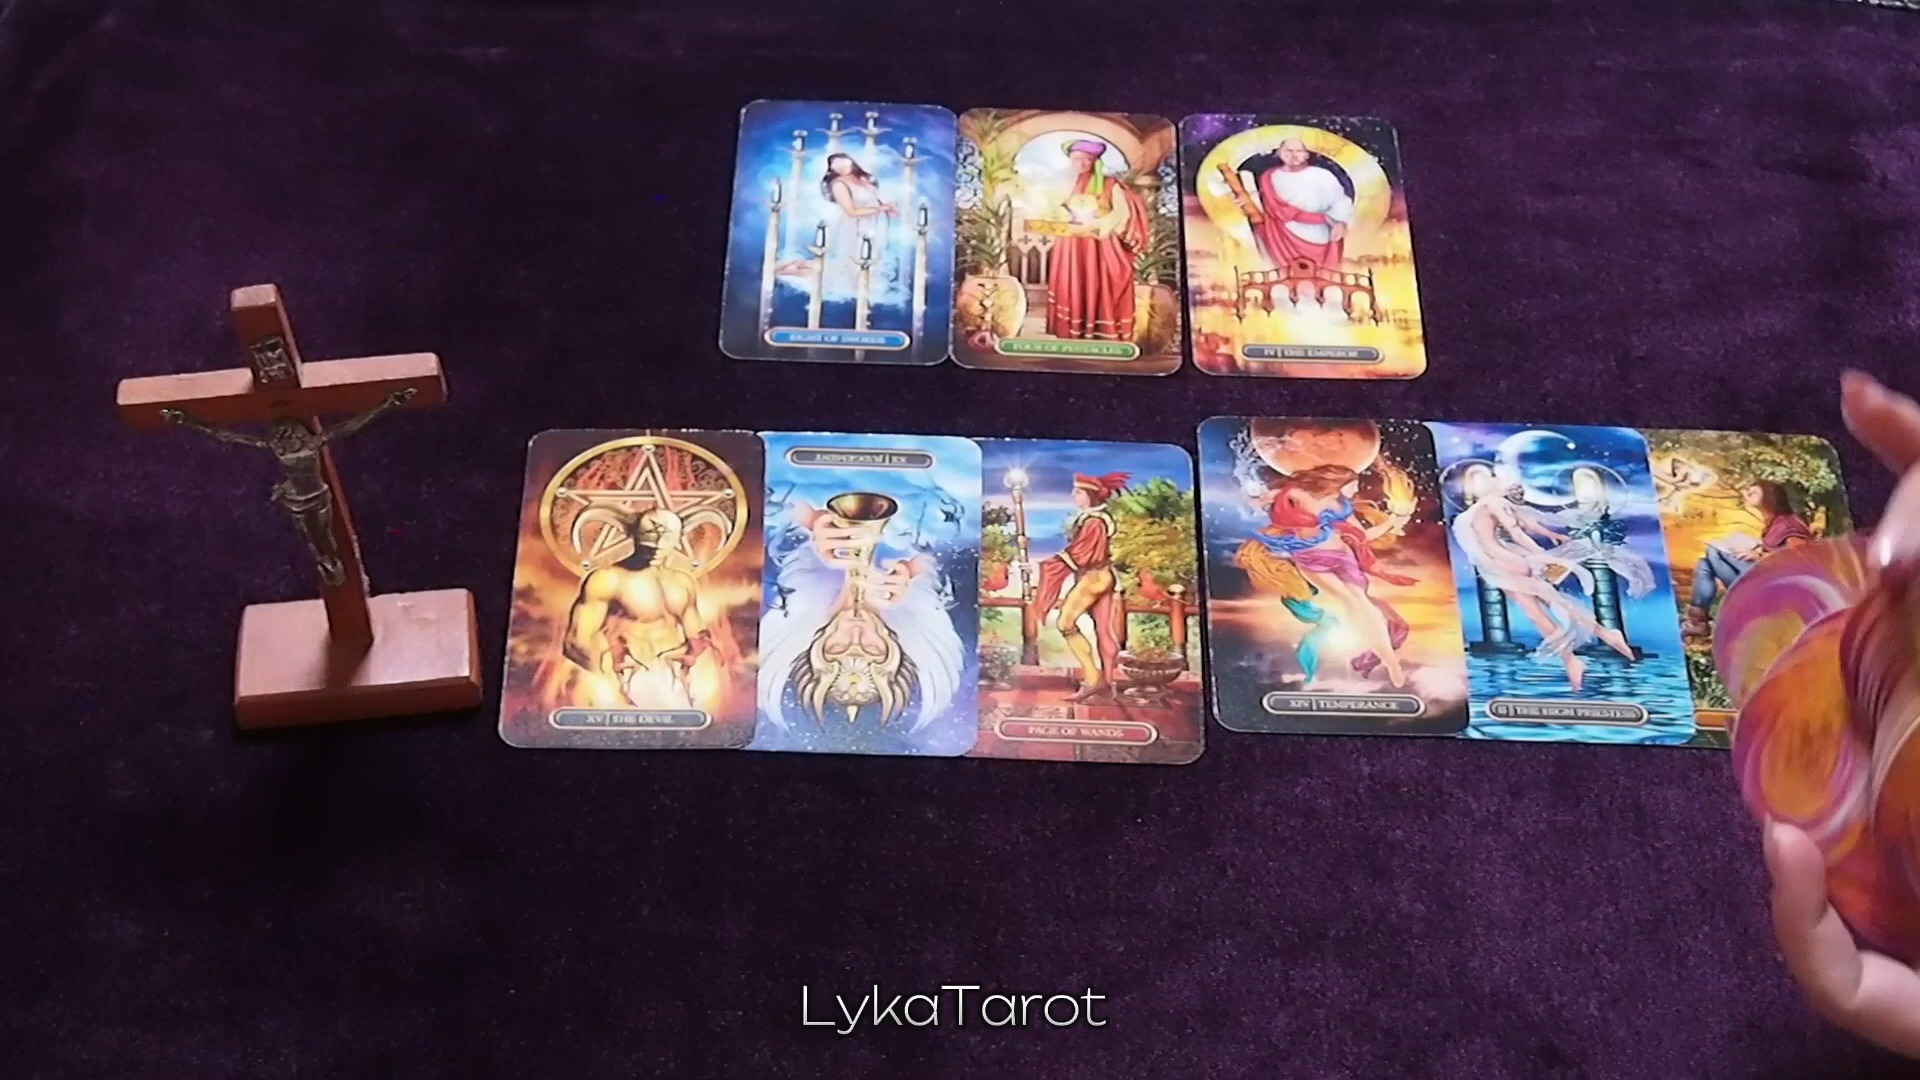 EIGHT OF SWORDS
FOUR OF PENTACLES
IV | THE EMPEROR
XV | THE DEVIL
XX | JUDGEMENT
PAGE OF WANDS
XIV | TEMPERANCE
II | THE HIGH PRIESTESS
LykaTarot